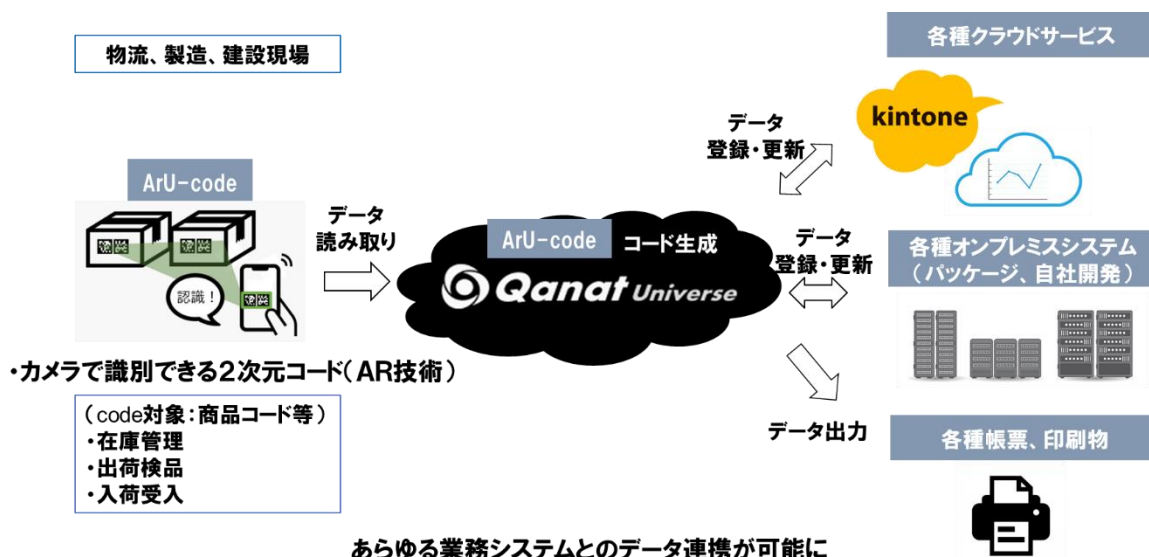 物流、製造、建設現場
各種クラウドサービス
kintone
データ
登録・更新
ArU-code
データ
読み取り
認識！
ArU-code コード生成
Qanat Universe
データ
登録・更新
各種オンプレミスシステム
（パッケージ、自社開発）
・カメラで識別できる２次元コード（AR技術）
（code対象：商品コード等）
・在庫管理
・出荷検品
・入荷受入
データ出力
各種帳票、印刷物
あらゆる業務システムとのデータ連携が可能に